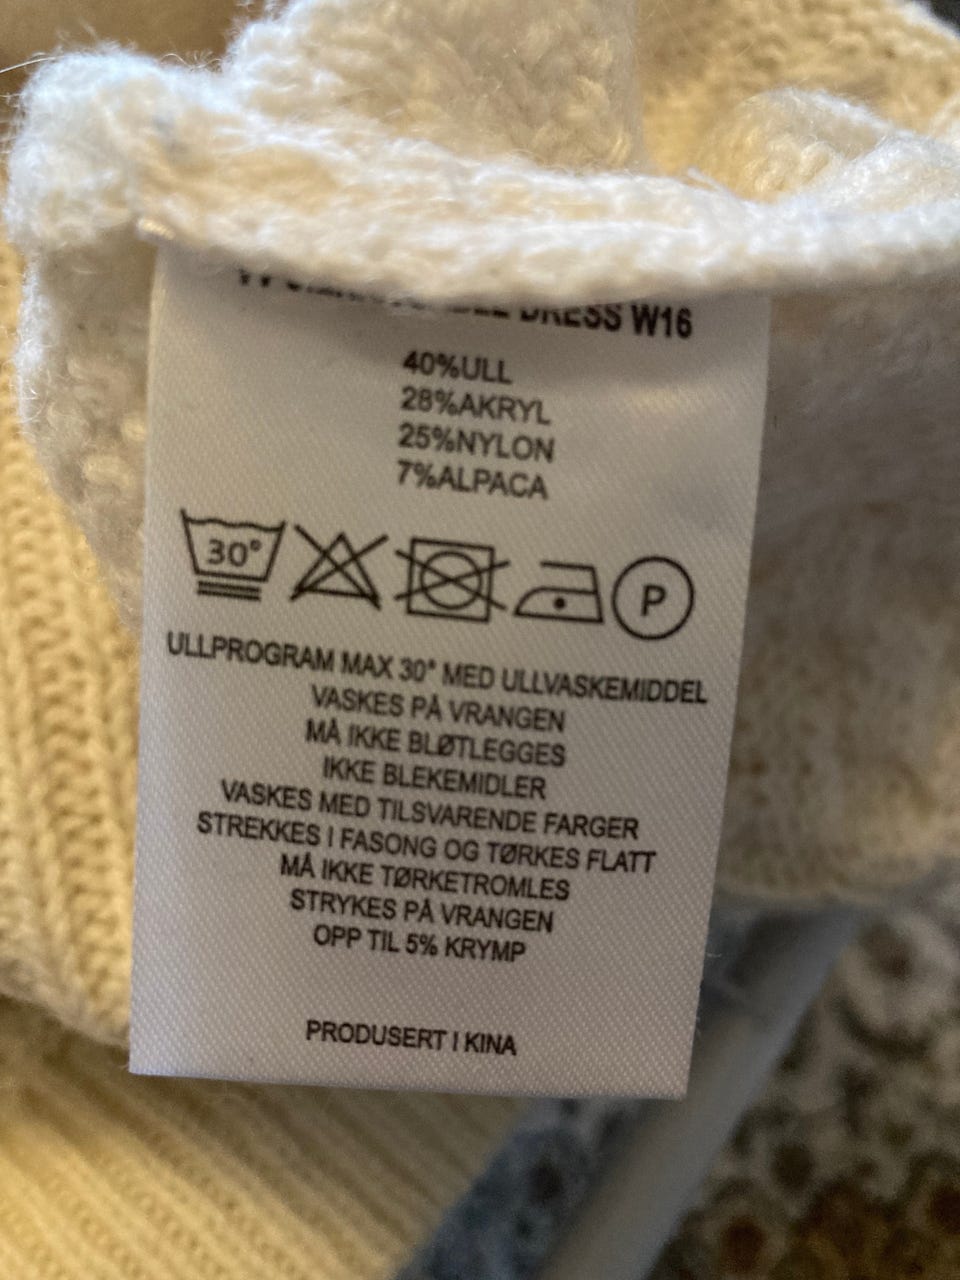 DRESS W16
40%ULL
28%AKRYL
25%NYLON
7%ALPACA
30° P
ULLPROGRAM MAX 30° MED ULLVASKEMIDDEL
VASKES PÅ VRANGEN
MÅ IKKE BLØTLEGGES
IKKE BLEKEMIDLER
VASKES MED TILSVARENDE FARGER
STREKKES I FASONG OG TØRKES FLATT
MÅ IKKE TØRKETROMLES
STRYKES PÅ VRANGEN
OPP TIL 5% KRYMP
PRODUSERT I KINA